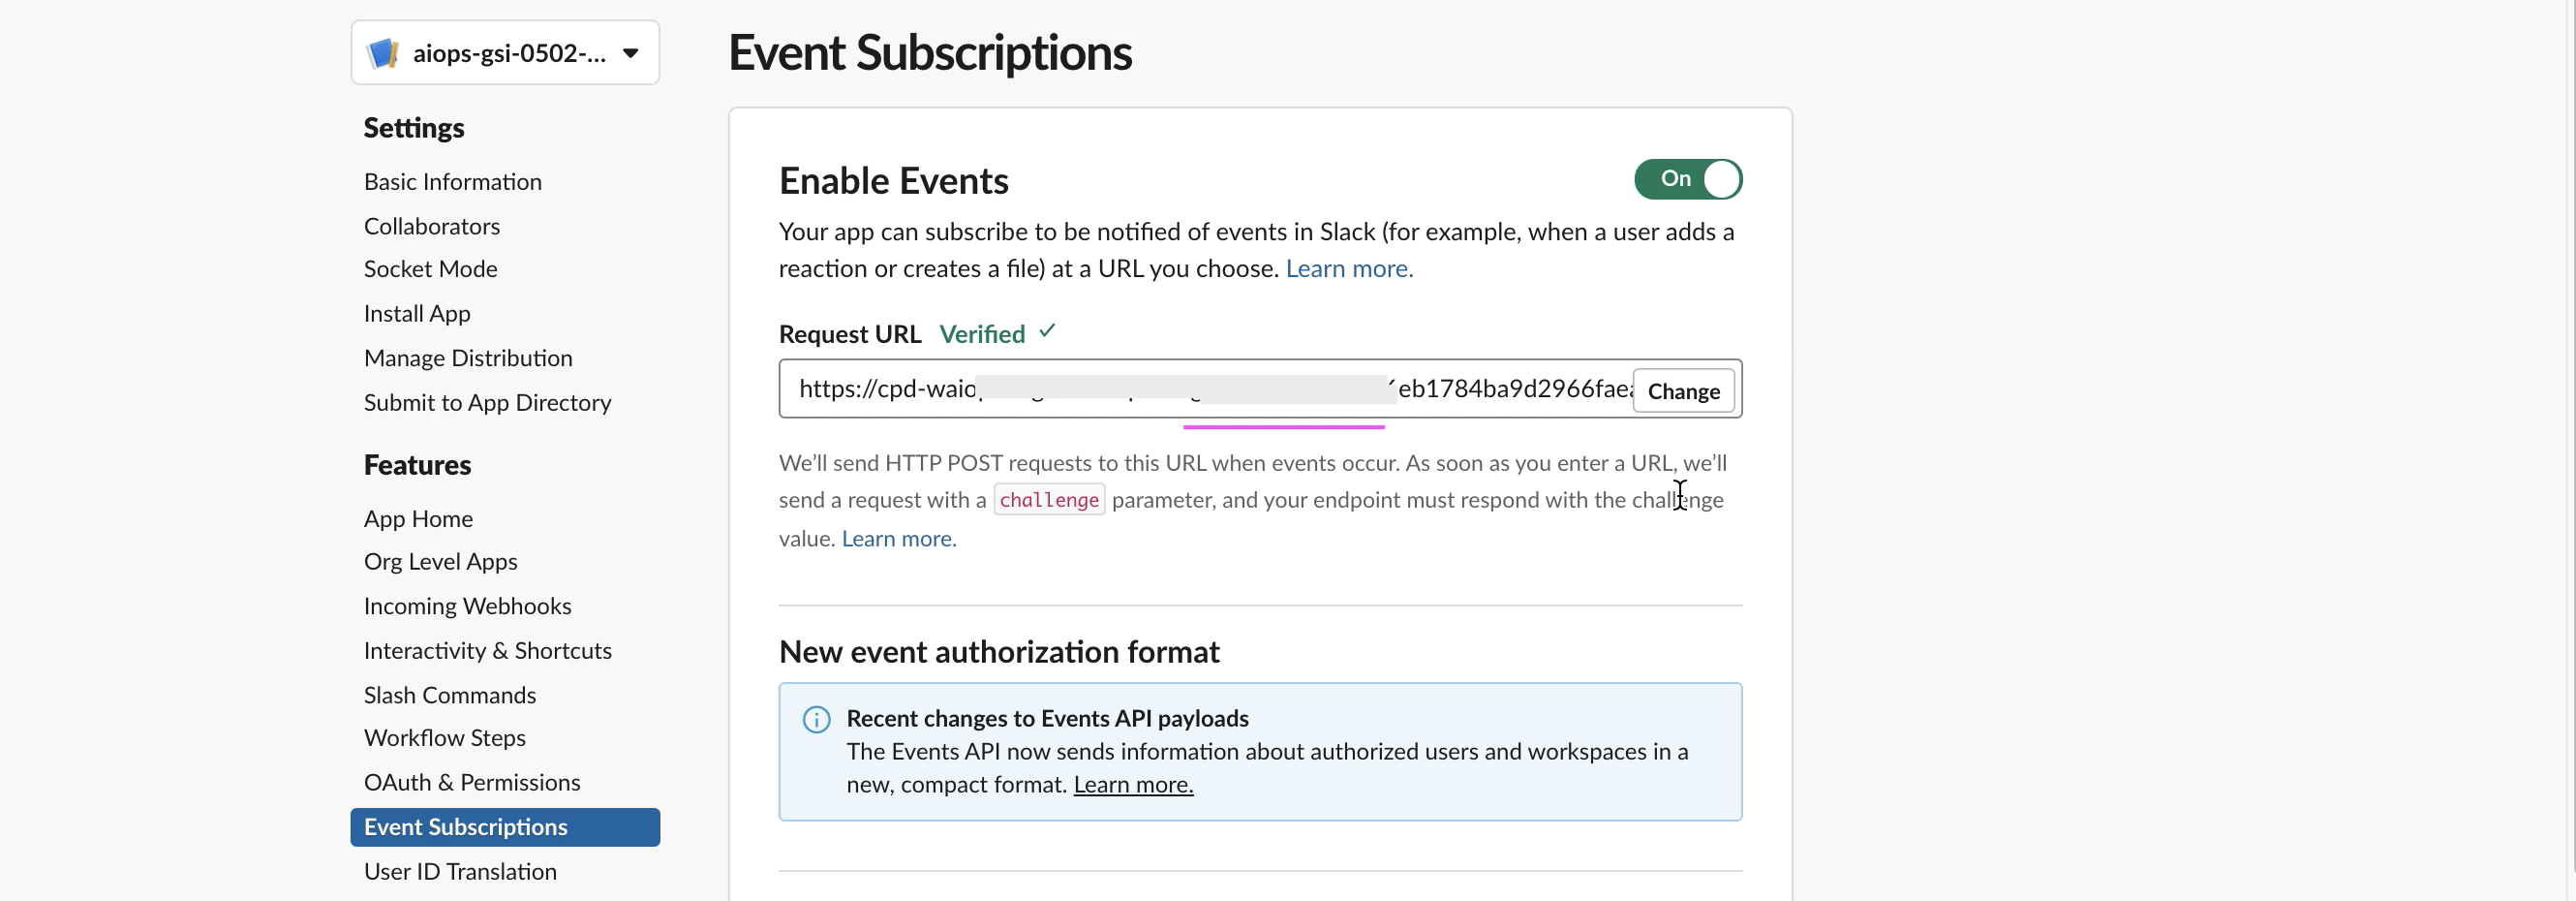 aiops-gsi-0502-...
Settings
Basic Information
Collaborators
Socket Mode
Install App
Manage Distribution
Submit to App Directory
Features
App Home
Org Level Apps
Incoming Webhooks
Interactivity & Shortcuts
Slash Commands
Workflow Steps
OAuth & Permissions
Event Subscriptions
User ID Translation
Event Subscriptions
Enable Events
On
Your app can subscribe to be notified of events in Slack (for example, when a user adds a
reaction or creates a file) at a URL you choose. Learn more.
Request URL Verified ✓
https://cpd-waio eb1784ba9d2966faea Change
We’ll send HTTP POST requests to this URL when events occur. As soon as you enter a URL, we’ll
send a request with a challenge parameter, and your endpoint must respond with the challenge
value. Learn more.
New event authorization format
Recent changes to Events API payloads
The Events API now sends information about authorized users and workspaces in a
new, compact format. Learn more.